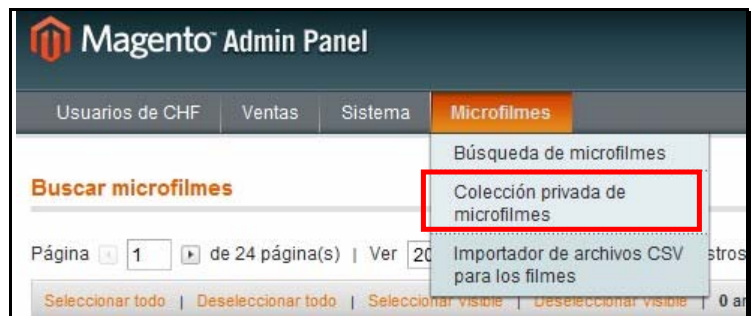 Magento Admin Panel
Usuarios de CHF Ventas Sistema Microfilmes
Búsqueda de microfilmes
Buscar microfilmes
Colección privada de
microfilmes
Página 1 de 24 página(s) | Ver 20
Importador de archivos CSV
para los filmes
Seleccionar todo | Deseleccionar todo | Seleccionar visible | Deseleccionar visible | 0